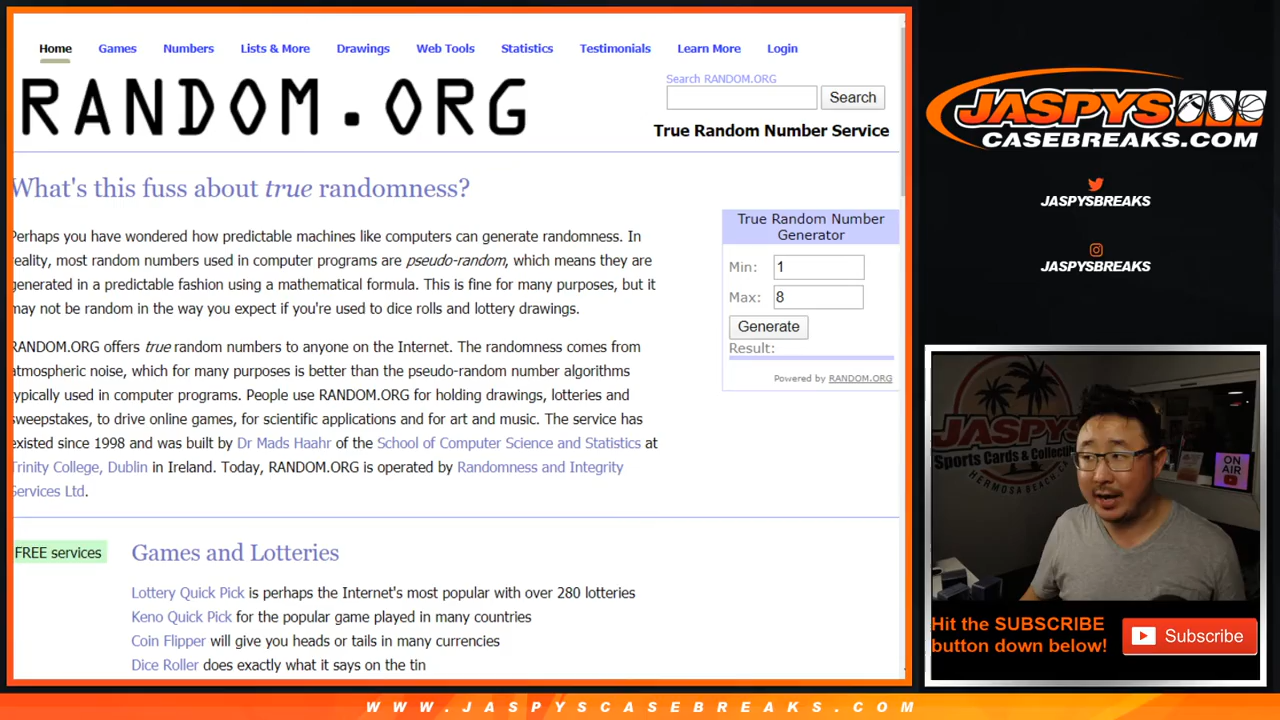 Home Games Numbers Lists & More Drawings Web Tools Statistics Testimonials Learn More Login
RANDOM.ORG
Search RANDOM.ORG
Search
True Random Number Service
What's this fuss about true randomness?
Perhaps you have wondered how predictable machines like computers can generate randomness. In
reality, most random numbers used in computer programs are pseudo-random, which means they are
generated in a predictable fashion using a mathematical formula. This is fine for many purposes, but it
may not be random in the way you expect if you're used to dice rolls and lottery drawings.
RANDOM.ORG offers true random numbers to anyone on the Internet. The randomness comes from
atmospheric noise, which for many purposes is better than the pseudo-random number algorithms
typically used in computer programs. People use RANDOM.ORG for holding drawings, lotteries and
sweepstakes, to drive online games, for scientific applications and for art and music. The service has
existed since 1998 and was built by Dr Mads Haahr of the School of Computer Science and Statistics at
Trinity College, Dublin in Ireland. Today, RANDOM.ORG is operated by Randomness and Integrity
Services Ltd.
True Random Number
Generator
Min: 1
Max: 8
Generate
Result:
Powered by RANDOM.ORG
FREE services
Games and Lotteries
Lottery Quick Pick is perhaps the Internet's most popular with over 280 lotteries
Keno Quick Pick for the popular game played in many countries
Coin Flipper will give you heads or tails in many currencies
Dice Roller does exactly what it says on the tin
JASPYS
CASEBREAKS.COM
JASPYSBREAKS
JASPYSBREAKS
JASPYS
Sports Cards & Collectibl
HERMOSA BEACH, CA
ON
AIR
Hit the SUBSCRIBE
button down below!
Subscribe
WWW.JASPYSCASEBREAKS.COM